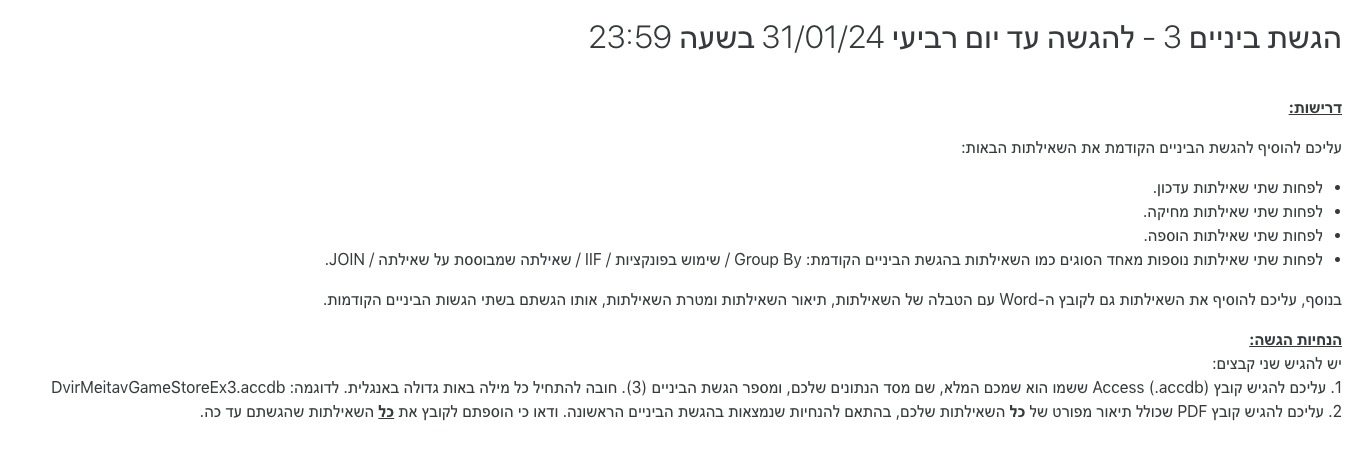 הגשת ביניים 3 - להגשה עד יום רביעי 31/01/24 בשעה 23:59
דרישות:
עליכם להוסיף להגשת הביניים הקודמת את השאילתות הבאות:
• לפחות שתי שאילתות עדכון.
• לפחות שתי שאילתות מחיקה.
• לפחות שתי שאילתות הוספה.
• לפחות שתי שאילתות נוספות מאחד הסוגים כמו השאילתות בהגשת הביניים הקודמת: Group By / שימוש בפונקציות / IIF / שאילתה שמבוססת על שאילתה / JOIN.
בנוסף, עליכם להוסיף את השאילתות גם לקובץ ה-Word עם הטבלה של השאילתות, תיאור השאילתות ומטרת השאילתות, אותו הגשתם בשתי הגשות הביניים הקודמות.
הנחיות הגשה:
יש להגיש שני קבצים:
1. עליכם להגיש קובץ Access (.accdb) ששמו הוא שמכם המלא, שם מסד הנתונים שלכם, ומספר הגשת הביניים (3). חובה להתחיל כל מילה באות גדולה באנגלית. לדוגמה: DvirMeitavGameStoreEx3.accdb
2. עליכם להגיש קובץ PDF שכולל תיאור מפורט של כל השאילתות שלכם, בהתאם להנחיות שנמצאות בהגשת הביניים הראשונה. ודאו כי הוספתם לקובץ את כל השאילתות שהגשתם עד כה.